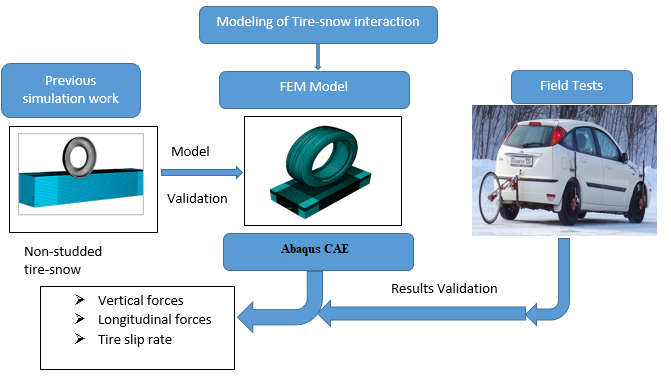 Modeling of Tire-snow interaction
Previous
simulation work
FEM Model
Field Tests
Model
Validation
Non-studded
tire-snow
Abaqus CAE
Results Validation
➢ Vertical forces
➢ Longitudinal forces
➢ Tire slip rate